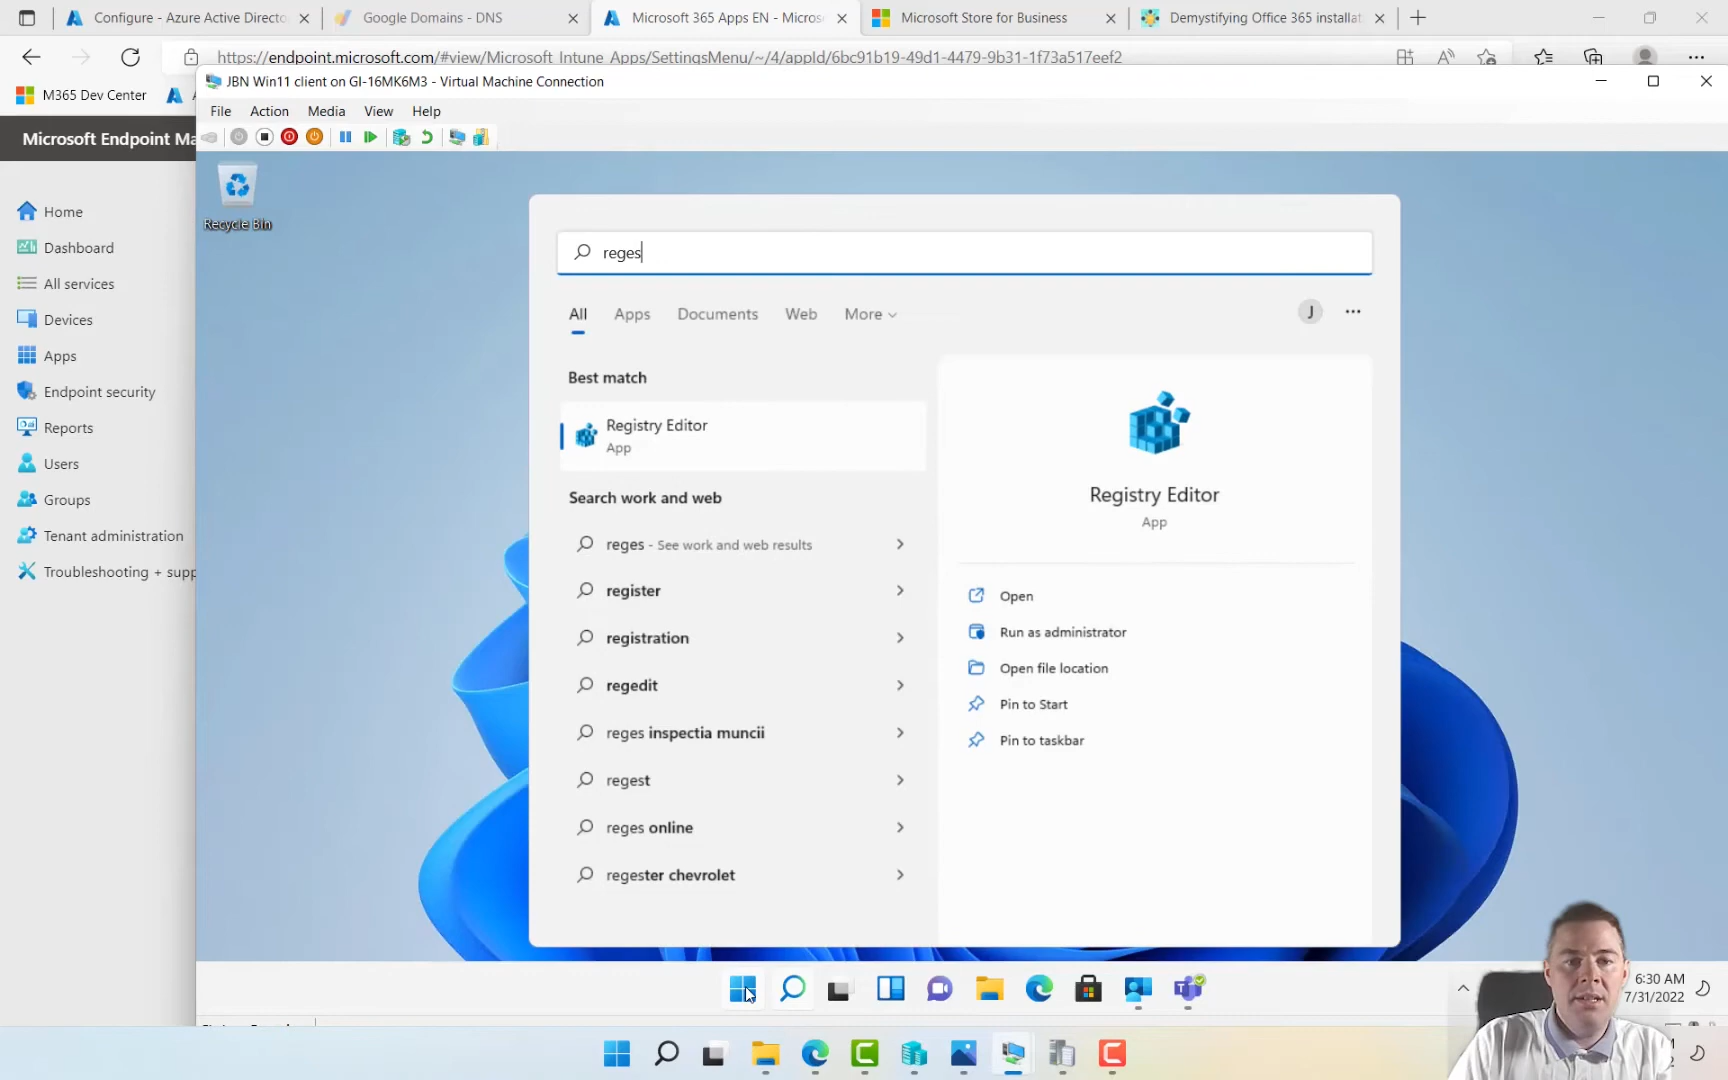 Configure - Azure Active Directo
Google Domains - DNS
Microsoft 365 Apps EN - Micros
Microsoft Store for Business
Demystifying Office 365 installat
https://endpoint.microsoft.com/#view/Microsoft_Intune_Apps/SettingsMenu/~/4/appId/6bc91b19-49d1-4479-9b31-1f73a517eef2
JBN Win11 client on GI-16MK6M3 - Virtual Machine Connection
M365 Dev Center
File Action Media View Help
Microsoft Endpoint Ma
Home
Dashboard
All services
Devices
Apps
Endpoint security
Reports
Users
Groups
Tenant administration
Troubleshooting + supp
Recycle Bin
reges
All Apps Documents Web More
J
Best match
Registry Editor
App
Search work and web
reges - See work and web results
register
registration
regedit
reges inspectia muncii
regest
reges online
regester chevrolet
Registry Editor
App
Open
Run as administrator
Open file location
Pin to Start
Pin to taskbar
6:30 AM
7/31/2022